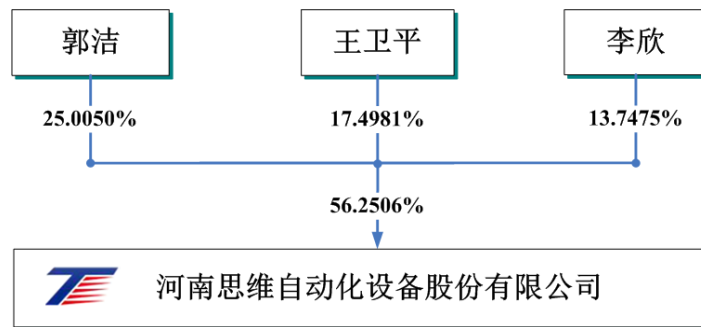 郭洁
王卫平
李欣
25.0050%
17.4981%
13.7475%
56.2506%
河南思维自动化设备股份有限公司